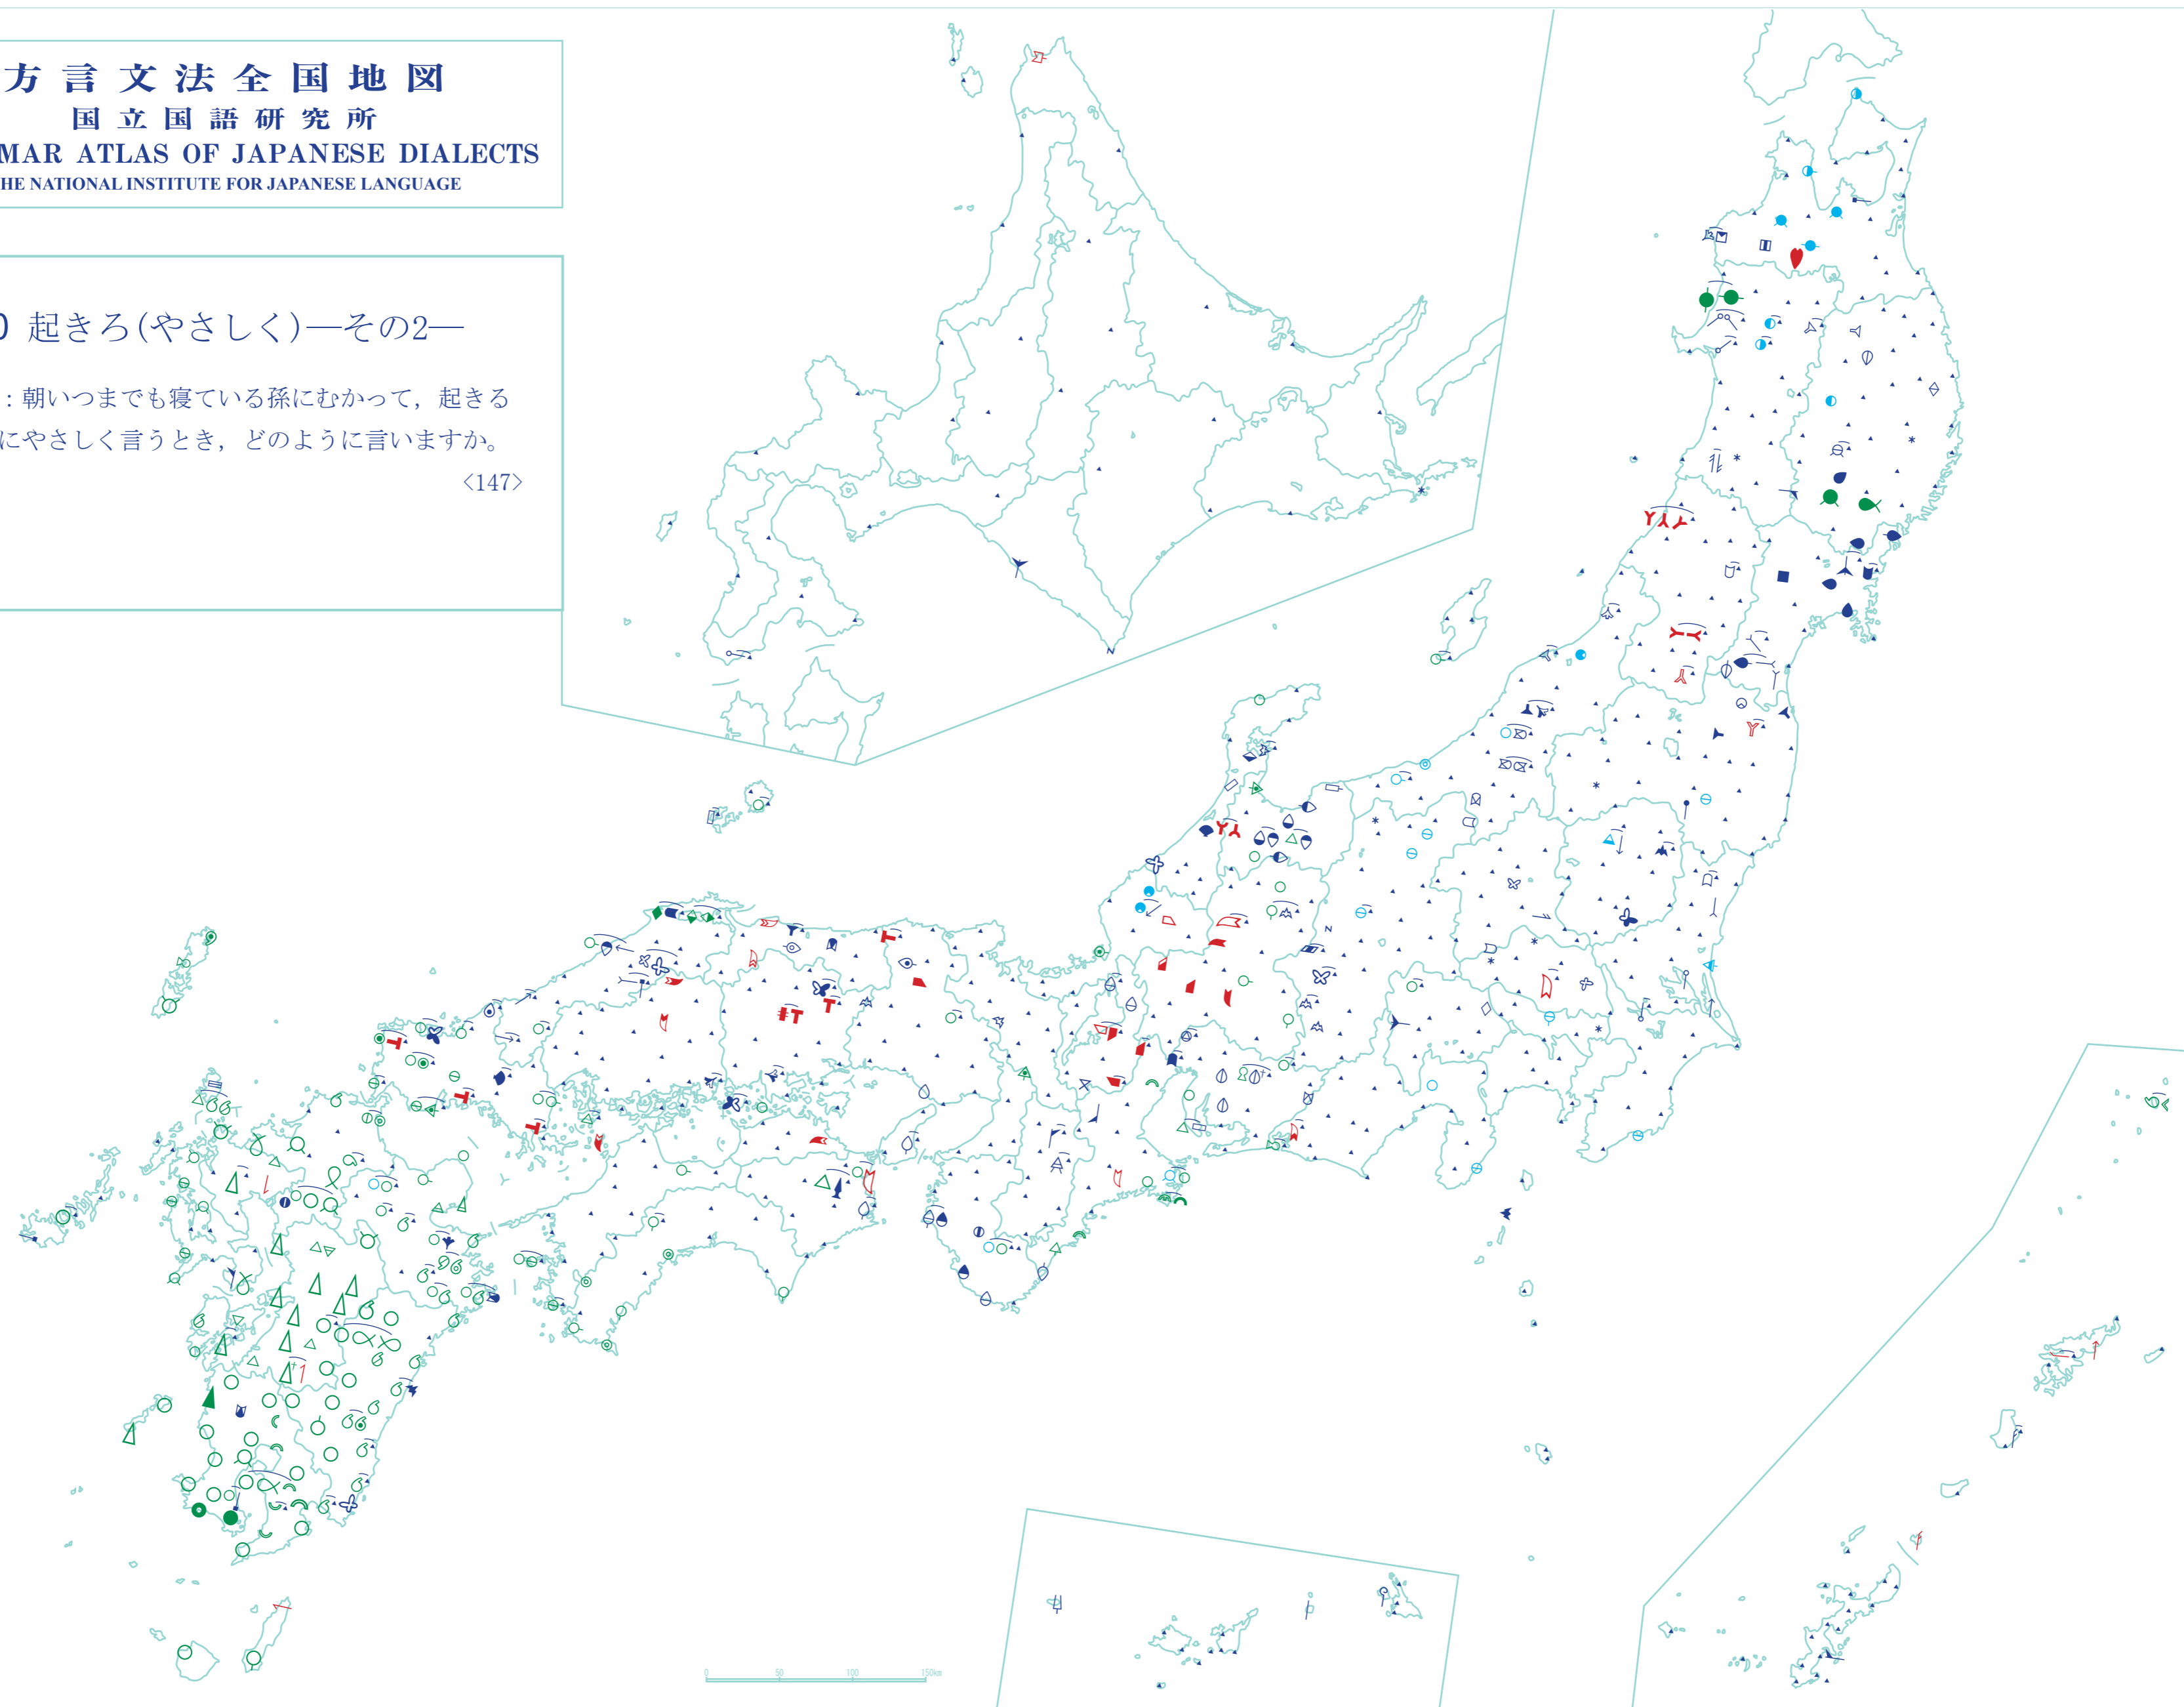 方言文法全国地図
国立国語研究所
MAR ATLAS OF JAPANESE DIALECTS
HE NATIONAL INSTITUTE FOR JAPANESE LANGUAGE
0 起きろ(やさしく)―その2―
:朝いつまでも寝ている孫にむかって，起きる
にやさしく言うとき，どのように言いますか。
<147>
0 50 100 150km